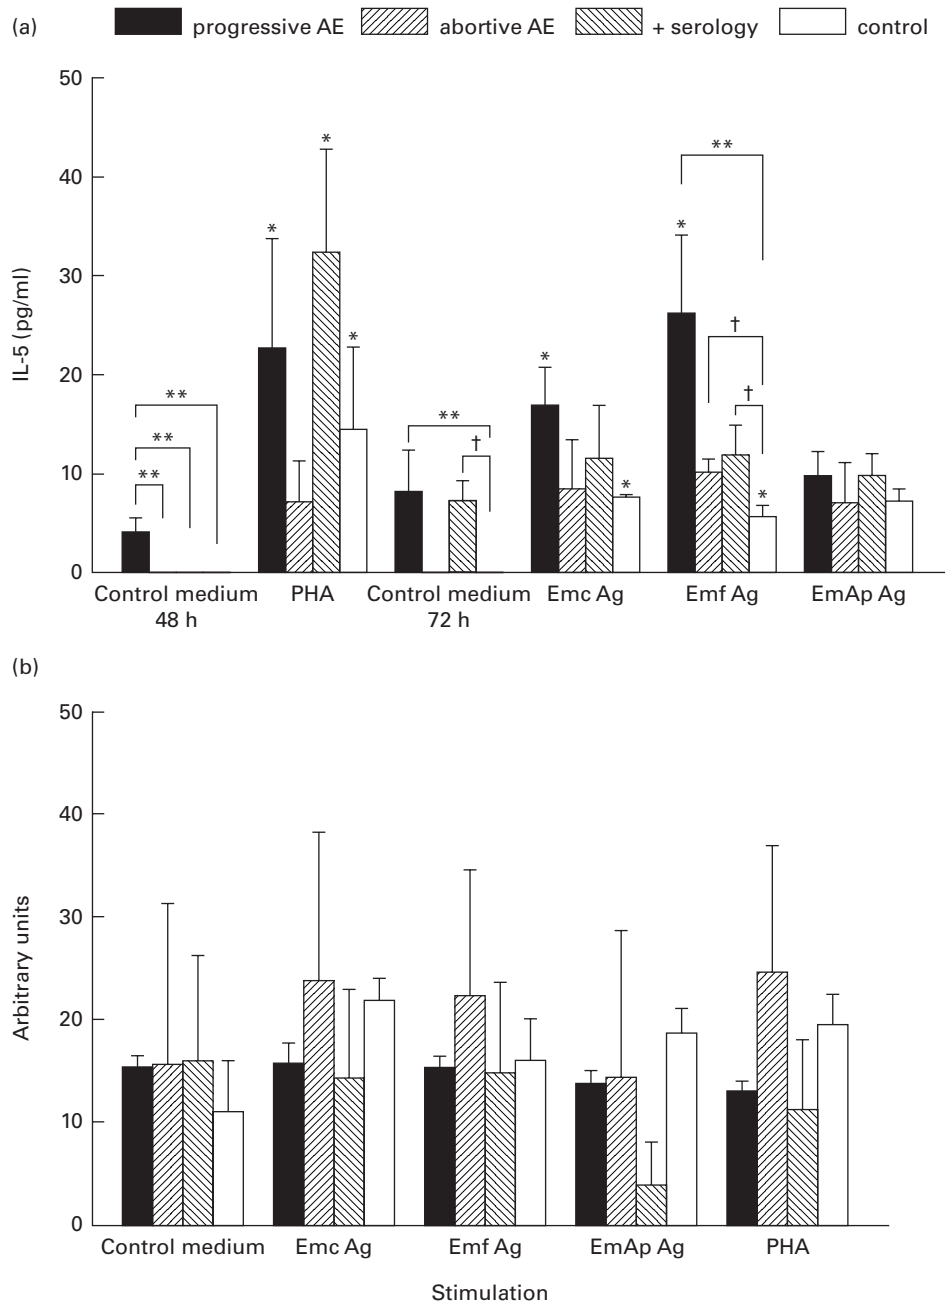 (a) progressive AE abortive AE + serology control
50
40
30
20
10
0
IL-5 (pg/ml)
**
**
**
*
*
*
**
†
*
*
**
*
†
†
*
Control medium 48 h
PHA
Control medium 72 h
Emc Ag
Emf Ag
EmAp Ag
(b)
50
40
30
20
10
0
Arbitrary units
Control medium Emc Ag Emf Ag EmAp Ag PHA
Stimulation